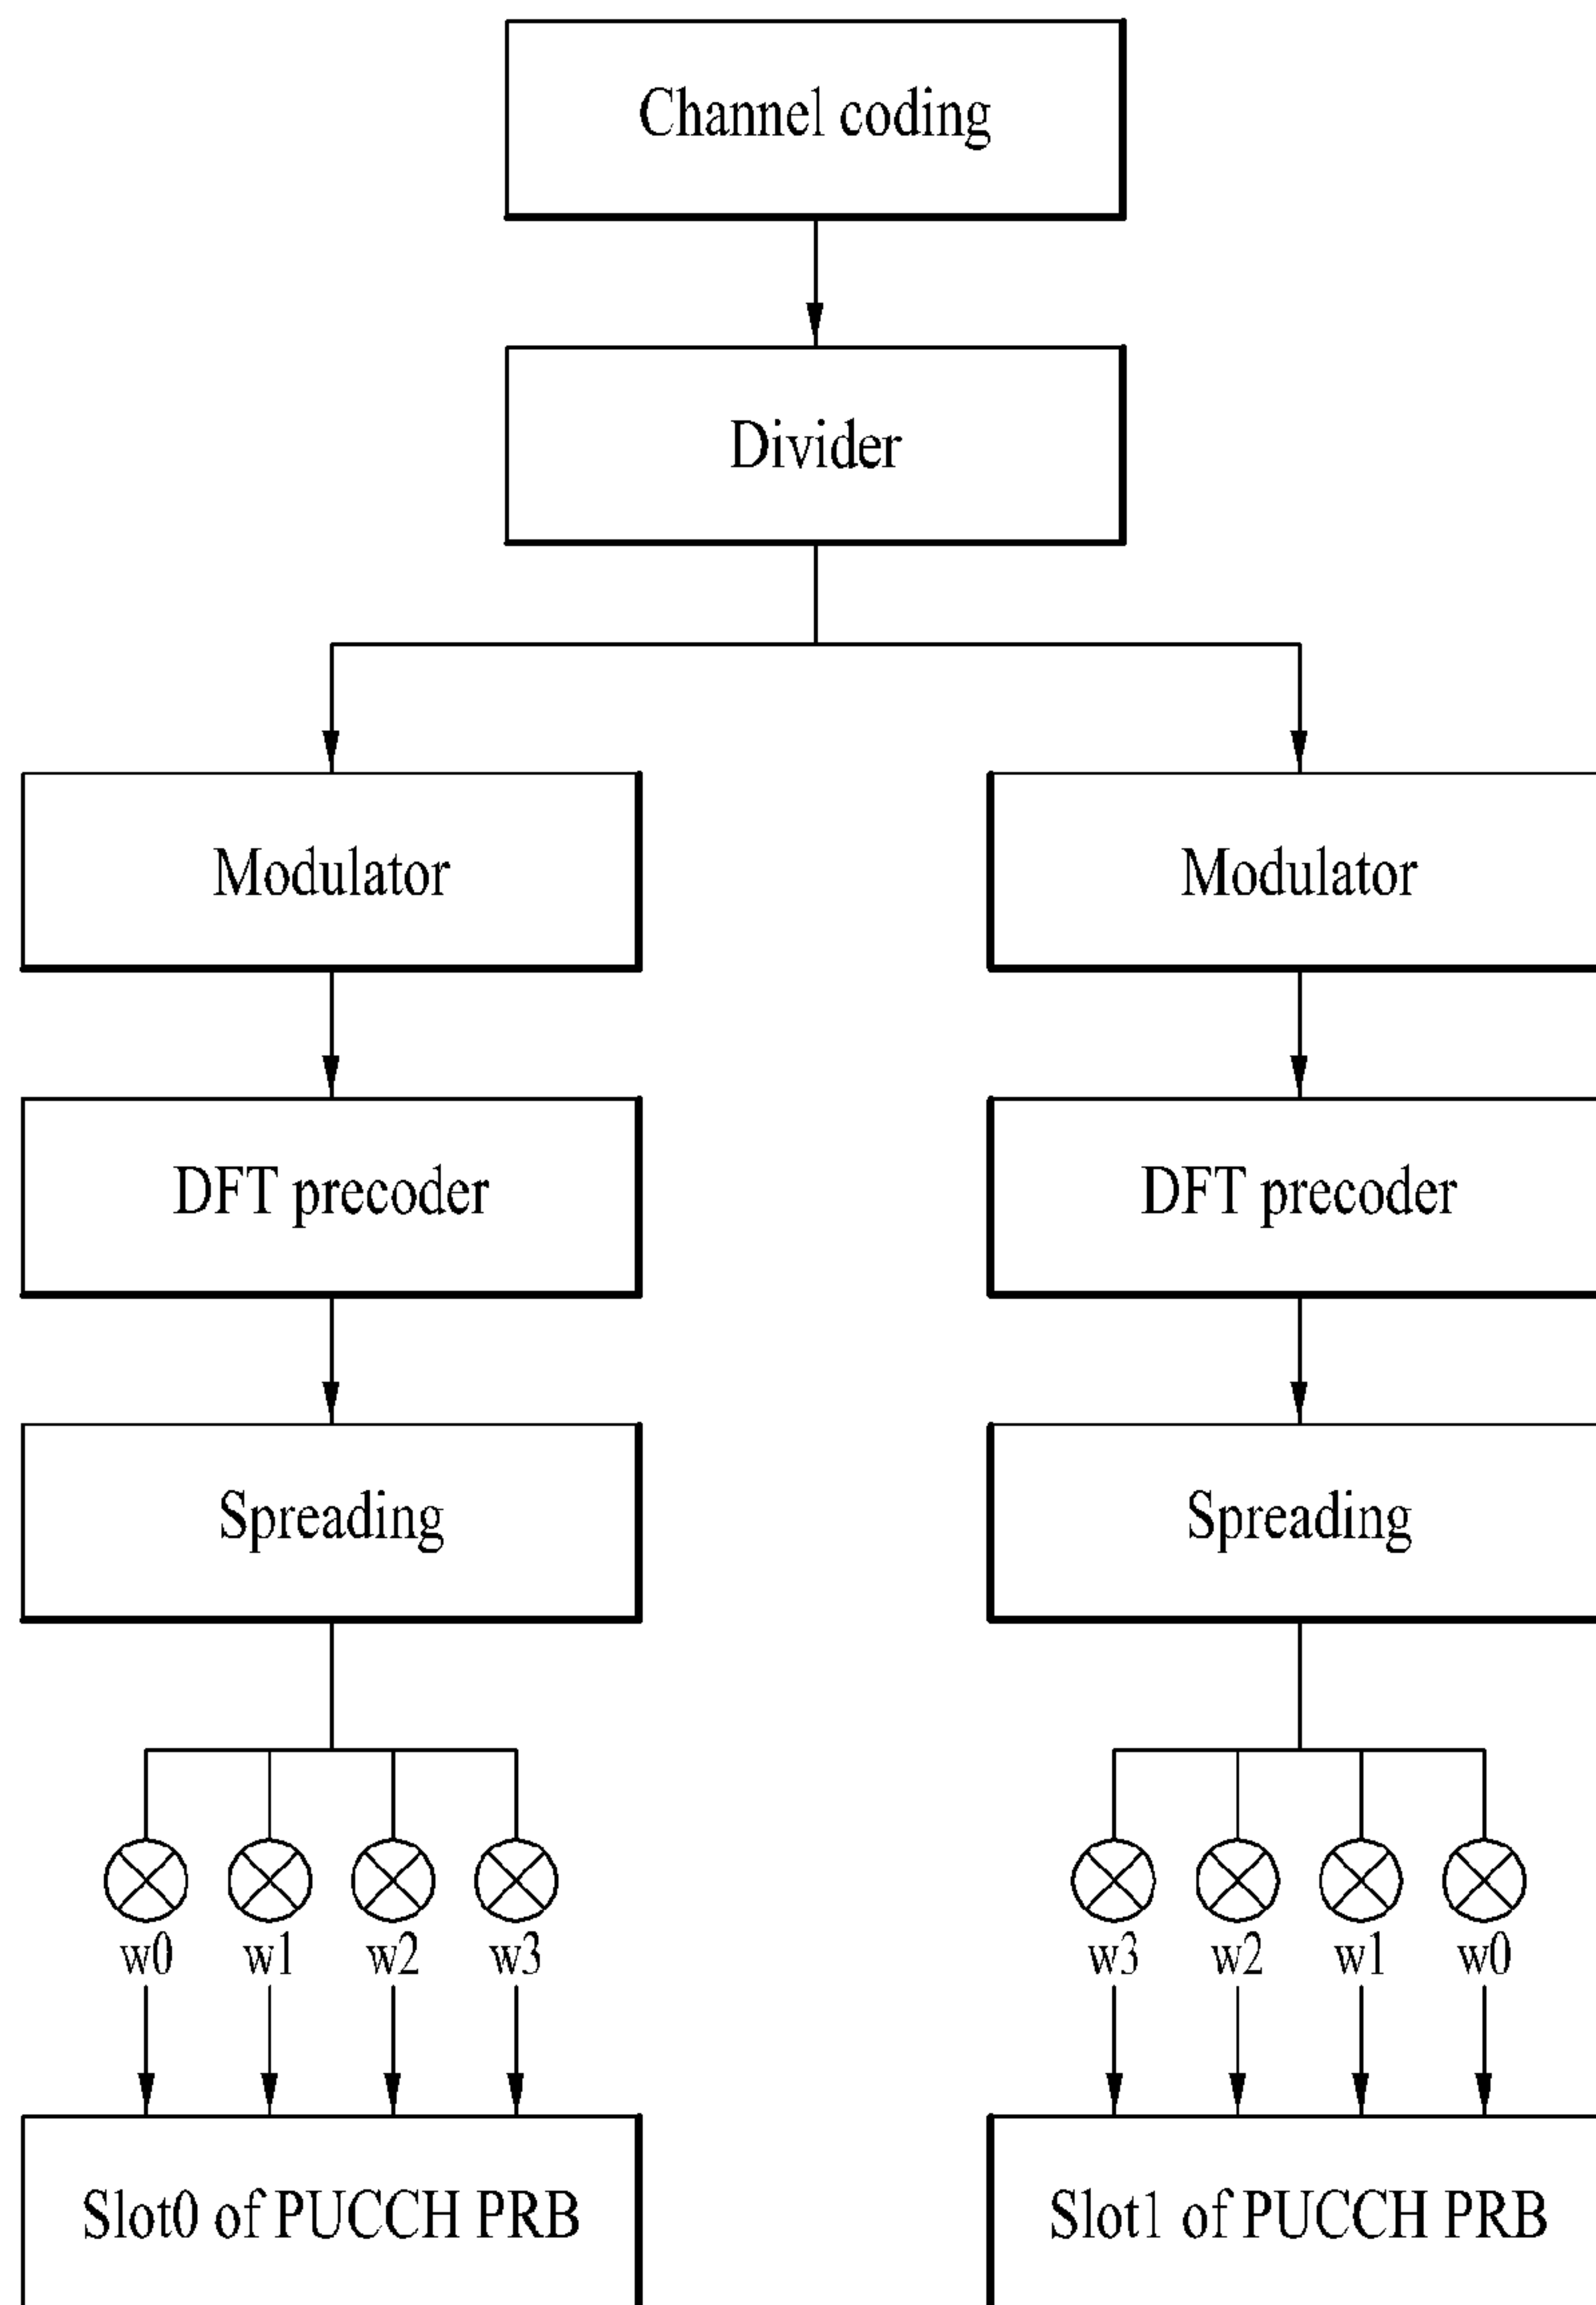 Channel coding
Divider
Modulator Modulator
DFT precoder DFT precoder
Spreading Spreading
w0 w1 w2 w3 w3 w2 w1 w0
Slot0 of PUCCH PRB Slot1 of PUCCH PRB